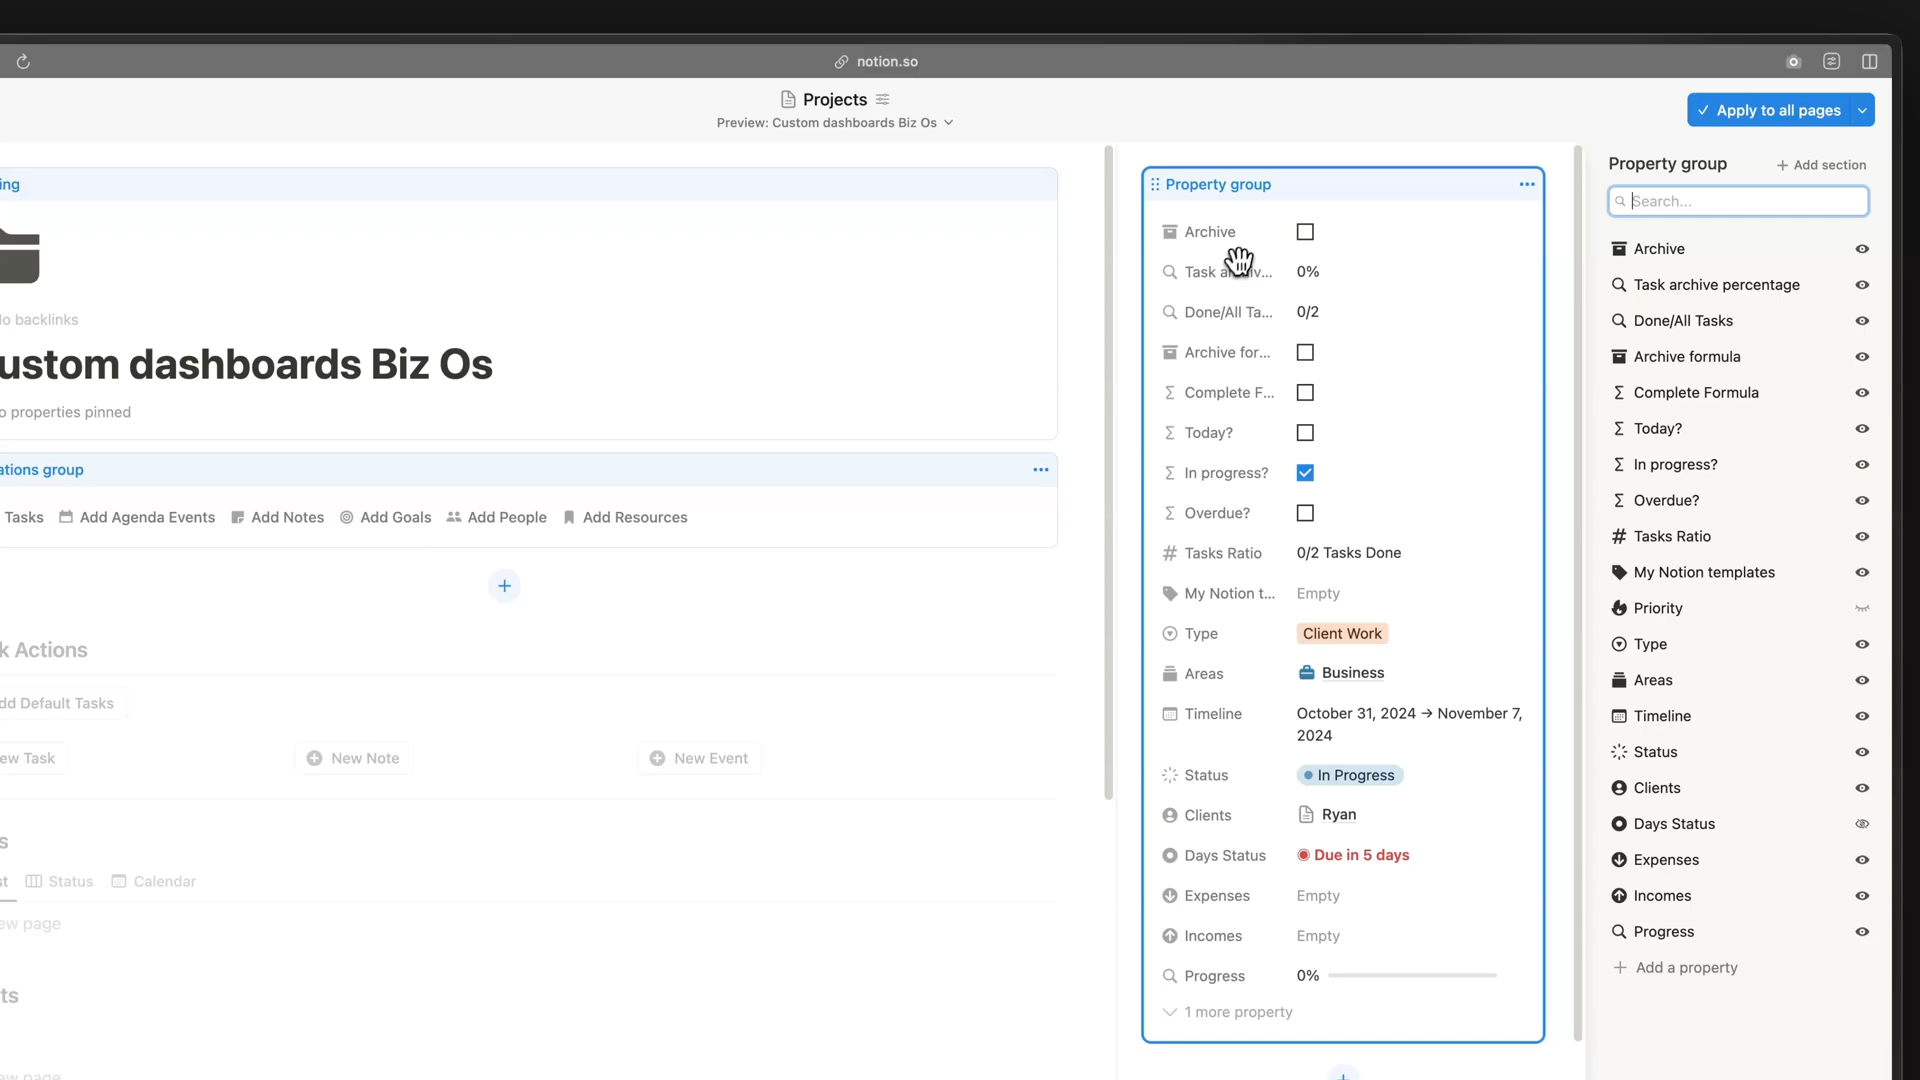 notion.so
Projects
Preview: Custom dashboards Biz Os
Apply to all pages
ing
lo backlinks
ustom dashboards Biz Os
o properties pinned
ations group
Tasks Add Agenda Events Add Notes Add Goals Add People Add Resources
k Actions
dd Default Tasks
ew Task New Note New Event
s
st Status Calendar
ew page
ts
ew page
Property group
Archive
Task archiv... 0%
Done/All Ta... 0/2
Archive for...
Complete F...
Today?
In progress?
Overdue?
Tasks Ratio 0/2 Tasks Done
My Notion t... Empty
Type Client Work
Areas Business
Timeline October 31, 2024 → November 7,
2024
Status In Progress
Clients Ryan
Days Status Due in 5 days
Expenses Empty
Incomes Empty
Progress 0%
1 more property
Property group + Add section
Search...
Archive
Task archive percentage
Done/All Tasks
Archive formula
Complete Formula
Today?
In progress?
Overdue?
Tasks Ratio
My Notion templates
Priority
Type
Areas
Timeline
Status
Clients
Days Status
Expenses
Incomes
Progress
+ Add a property